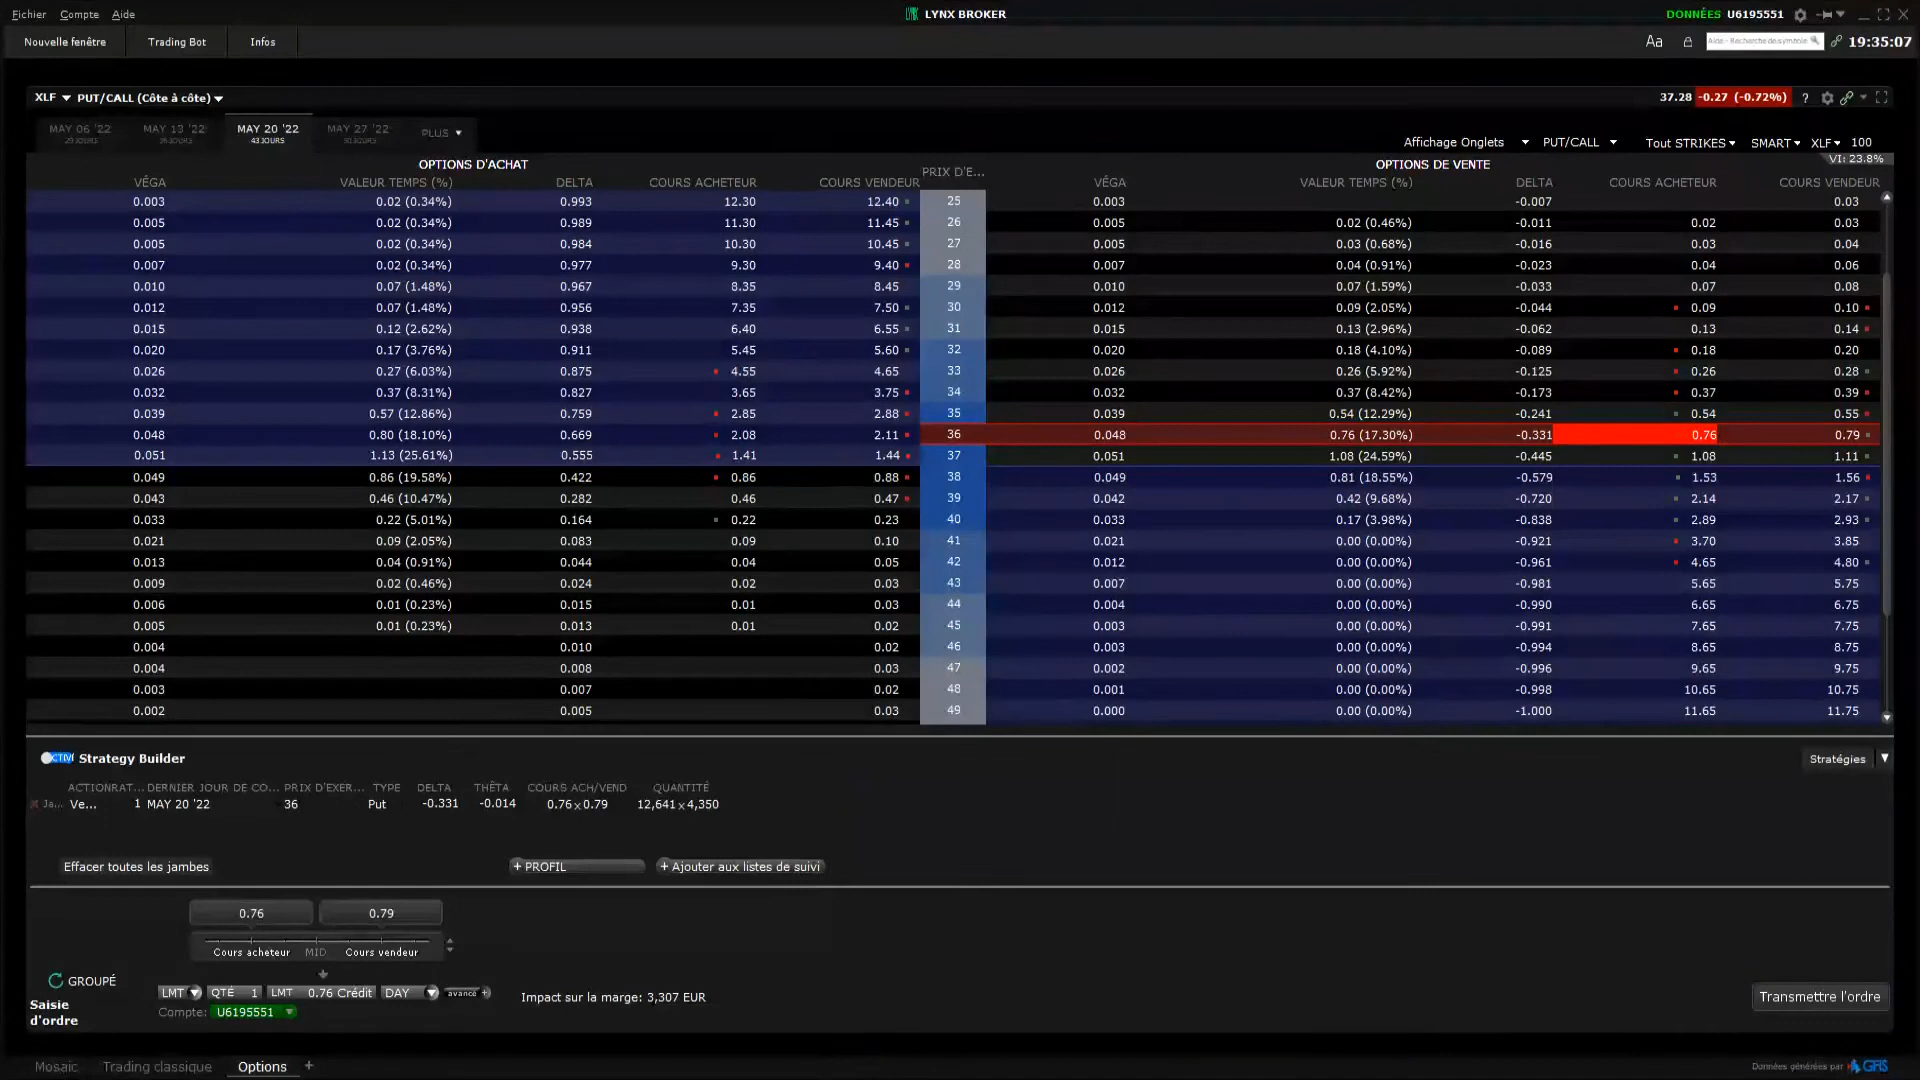 Fichier Compte Aide
LYNX BROKER
DONNÉES U6195551
Nouvelle fenêtre Trading Bot Infos
Aa 19:35:07
XLF PUT/CALL (Côte à côte)
37.28 -0.27 (-0.72%) ?
MAY 06 '22 MAY 13 '22 MAY 20 '22 MAY 27 '22 PLUS
29 JOURS 36 JOURS 43 JOURS 50 JOURS
Affichage Onglets PUT/CALL Tout STRIKES SMART XLF 100
OPTIONS D'ACHAT PRIX D'E... OPTIONS DE VENTE VI: 23.8%
VÉGA VALEUR TEMPS (%) DELTA COURS ACHETEUR COURS VENDEUR VÉGA VALEUR TEMPS (%) DELTA COURS ACHETEUR COURS VENDEUR
0.003 0.02 (0.34%) 0.993 12.30 12.40 25 0.003 -0.007 0.03
0.005 0.02 (0.34%) 0.989 11.30 11.45 26 0.005 0.02 (0.46%) -0.011 0.02 0.03
0.005 0.02 (0.34%) 0.984 10.30 10.45 27 0.005 0.03 (0.68%) -0.016 0.03 0.04
0.007 0.02 (0.34%) 0.977 9.30 9.40 28 0.007 0.04 (0.91%) -0.023 0.04 0.06
0.010 0.07 (1.48%) 0.967 8.35 8.45 29 0.010 0.07 (1.59%) -0.033 0.07 0.08
0.012 0.07 (1.48%) 0.956 7.35 7.50 30 0.012 0.09 (2.05%) -0.044 0.09 0.10
0.015 0.12 (2.62%) 0.938 6.40 6.55 31 0.015 0.13 (2.96%) -0.062 0.13 0.14
0.020 0.17 (3.76%) 0.911 5.45 5.60 32 0.020 0.18 (4.10%) -0.089 0.18 0.20
0.026 0.27 (6.03%) 0.875 4.55 4.65 33 0.026 0.26 (5.92%) -0.125 0.26 0.28
0.032 0.37 (8.31%) 0.827 3.65 3.75 34 0.032 0.37 (8.42%) -0.173 0.37 0.39
0.039 0.57 (12.86%) 0.759 2.85 2.88 35 0.039 0.54 (12.29%) -0.241 0.54 0.55
0.048 0.80 (18.10%) 0.669 2.08 2.11 36 0.048 0.76 (17.30%) -0.331 0.76 0.79
0.051 1.13 (25.61%) 0.555 1.41 1.44 37 0.051 1.08 (24.59%) -0.445 1.08 1.11
0.049 0.86 (19.58%) 0.422 0.86 0.88 38 0.049 0.81 (18.55%) -0.579 1.53 1.56
0.043 0.46 (10.47%) 0.282 0.46 0.47 39 0.042 0.42 (9.68%) -0.720 2.14 2.17
0.033 0.22 (5.01%) 0.164 0.22 0.23 40 0.033 0.17 (3.98%) -0.838 2.89 2.93
0.021 0.09 (2.05%) 0.083 0.09 0.10 41 0.021 0.00 (0.00%) -0.921 3.70 3.85
0.013 0.04 (0.91%) 0.044 0.04 0.05 42 0.012 0.00 (0.00%) -0.961 4.65 4.80
0.009 0.02 (0.46%) 0.024 0.02 0.03 43 0.007 0.00 (0.00%) -0.981 5.65 5.75
0.006 0.01 (0.23%) 0.015 0.01 0.03 44 0.004 0.00 (0.00%) -0.990 6.65 6.75
0.005 0.01 (0.23%) 0.013 0.01 0.02 45 0.003 0.00 (0.00%) -0.991 7.65 7.75
0.004 0.010 0.02 46 0.003 0.00 (0.00%) -0.994 8.65 8.75
0.004 0.008 0.03 47 0.002 0.00 (0.00%) -0.996 9.65 9.75
0.003 0.007 0.02 48 0.001 0.00 (0.00%) -0.998 10.65 10.75
0.002 0.005 0.03 49 0.000 0.00 (0.00%) -1.000 11.65 11.75
Strategy Builder Stratégies
ACTION RAT... DERNIER JOUR DE CO... PRIX D'EXER... TYPE DELTA THÊTA COURS ACH/VEND QUANTITÉ
Ja... Ve... 1 MAY 20 '22 36 Put -0.331 -0.014 0.76 x 0.79 12,641 x 4,350
Effacer toutes les jambes + PROFIL + Ajouter aux listes de suivi
0.76 0.79
Cours acheteur MID Cours vendeur
GROUPÉ
LMT QTÉ 1 LMT 0.76 Crédit DAY avancé + Impact sur la marge: 3,307 EUR Transmettre l'ordre
Saisie d'ordre
Compte: U6195551
Mosaic Trading classique Options + Données générées par GFIS